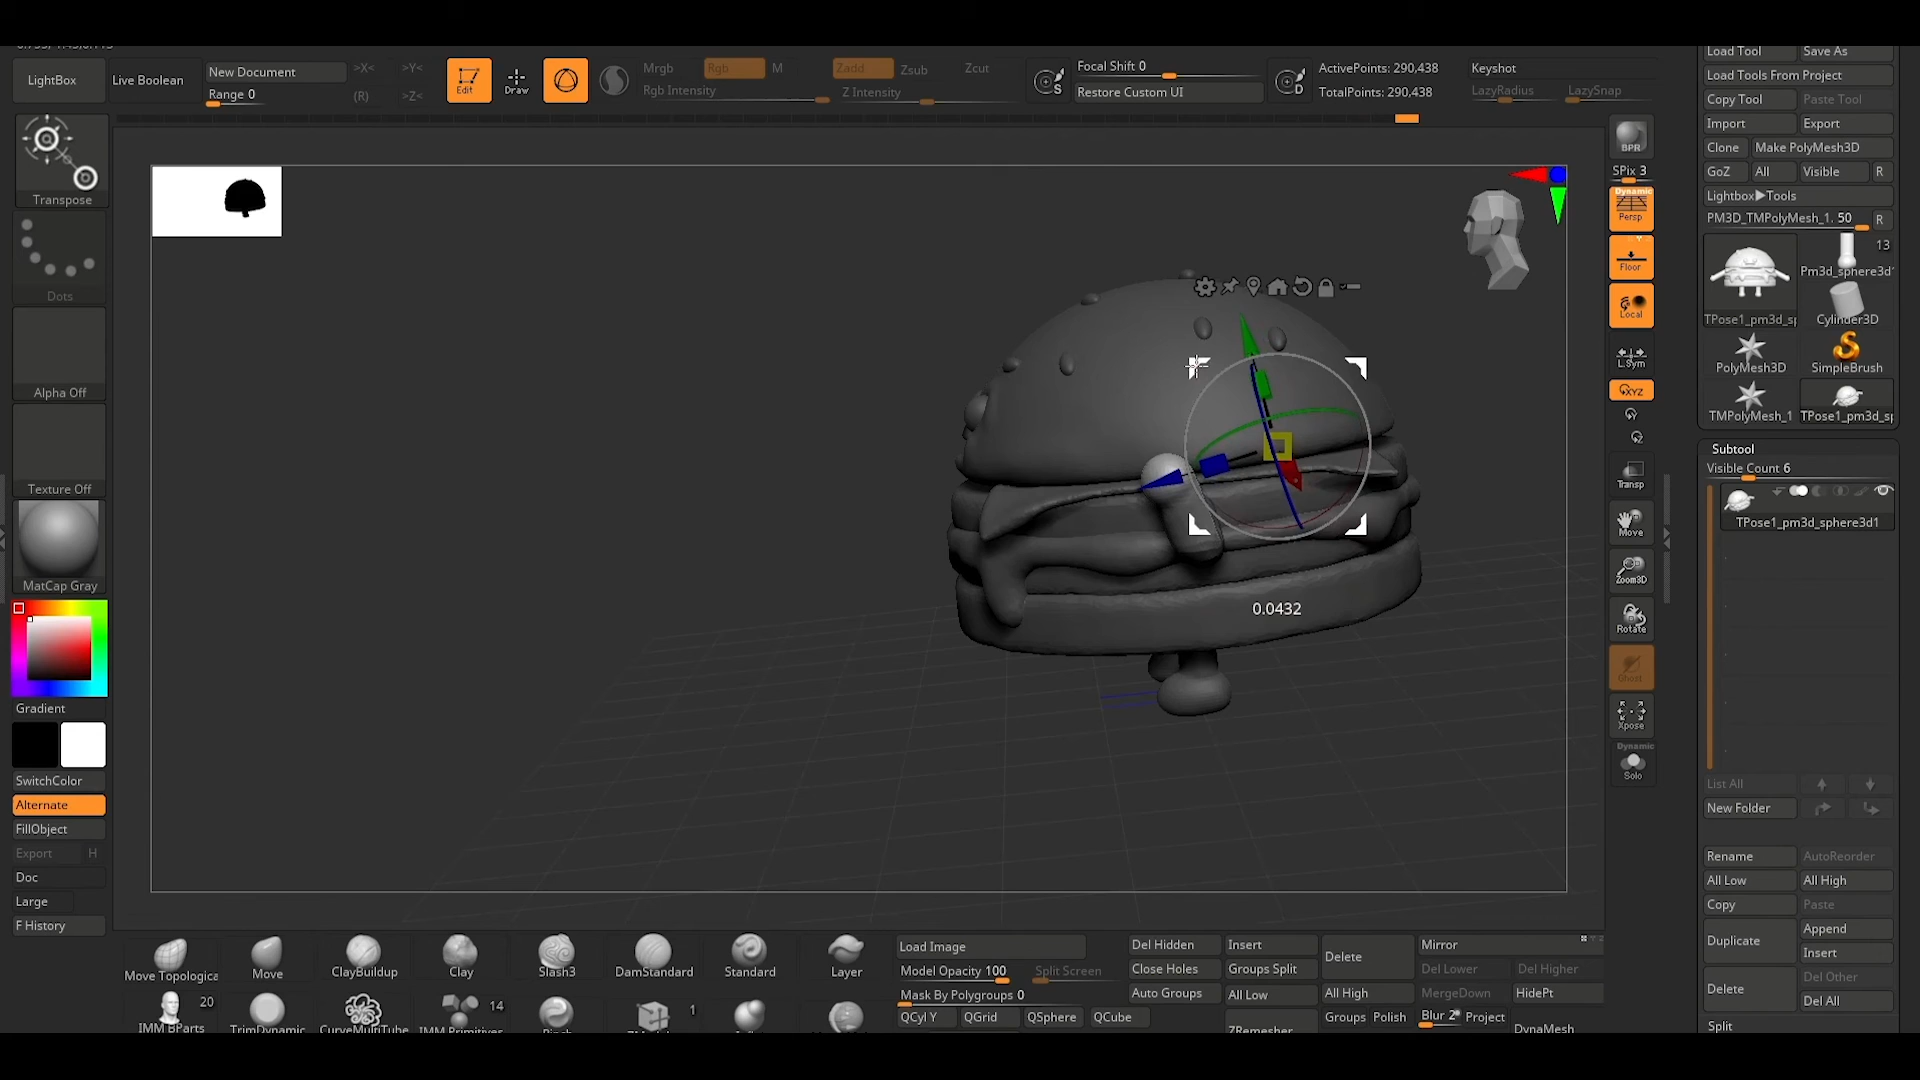 LightBox
Live Boolean
New Document
Range 0
>X<
>Y<
(R)
>Z<
Edit
Draw
Mrgb
Rgb
M
Rgb Intensity
Zadd
Zsub
Zcut
Z Intensity
S
Focal Shift 0
Restore Custom UI
D
ActivePoints: 290,438
TotalPoints: 290,438
Keyshot
LazyRadius
LazySnap
Load Tool
Save As
Load Tools From Project
Copy Tool
Paste Tool
Import
Export
Clone
Make PolyMesh3D
GoZ
All
Visible
R
Lightbox▶Tools
PM3D_TMPolyMesh_1. 50
R
13
Pm3d_sphere3d
TPose1_pm3d_s
Cylinder3D
PolyMesh3D
SimpleBrush
TMPolyMesh_1
TPose1_pm3d_s
Subtool
Visible Count 6
TPose1_pm3d_sphere3d1
List All
New Folder
Rename
AutoReorder
All Low
All High
Copy
Paste
Duplicate
Append
Insert
Delete
Del Other
Del All
Split
Transpose
Dots
Alpha Off
Texture Off
MatCap Gray
Gradient
SwitchColor
Alternate
FillObject
Export
H
Doc
Large
F History
BPR
SPix 3
Dynamic
Persp
Floor
Local
L.Sym
XYZ
Transp
Move
Zoom3D
Rotate
Ghost
Xpose
Dynamic
Solo
0.0432
Move Topologica
Move
ClayBuildup
Clay
Slash3
DamStandard
Standard
Layer
20
IMM BParts
TrimDynamic
CurveMultiTube
14
IMM Primitives
1
Load Image
Model Opacity 100
Split Screen
Mask By Polygroups 0
QCyl Y
QGrid
QSphere
QCube
Del Hidden
Insert
Close Holes
Groups Split
Auto Groups
All Low
ZRemesher
Delete
All High
Groups
Polish
Mirror
Del Lower
Del Higher
MergeDown
HidePt
Blur 2
Project
DynaMesh